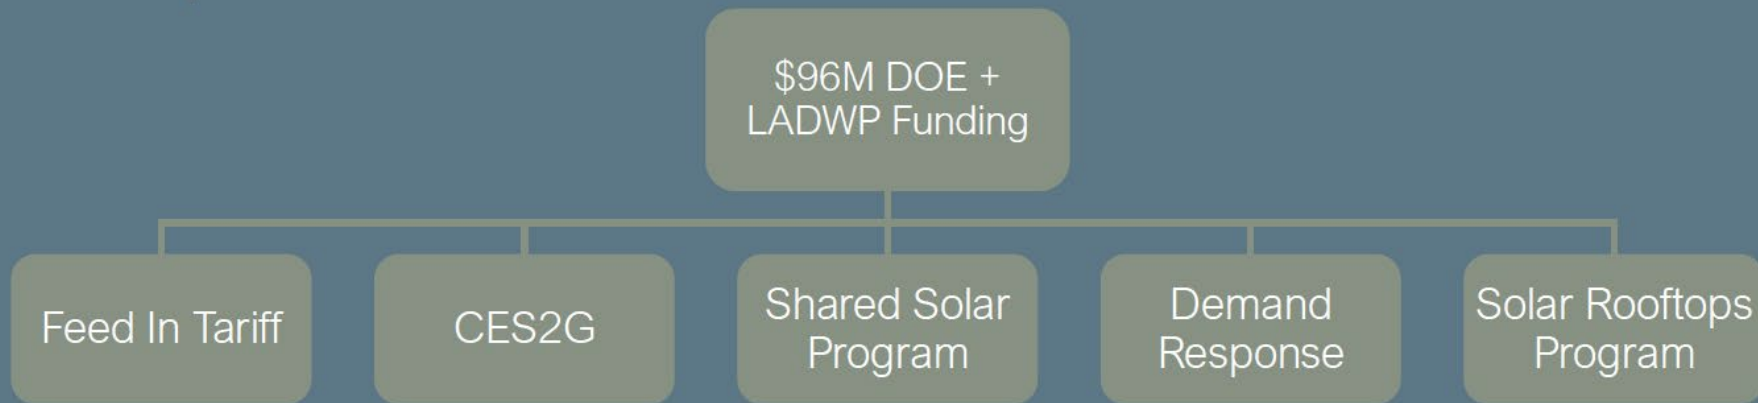 $96M DOE +
LADWP Funding
Feed In Tariff
CES2G
Shared Solar
Program
Demand
Response
Solar Rooftops
Program